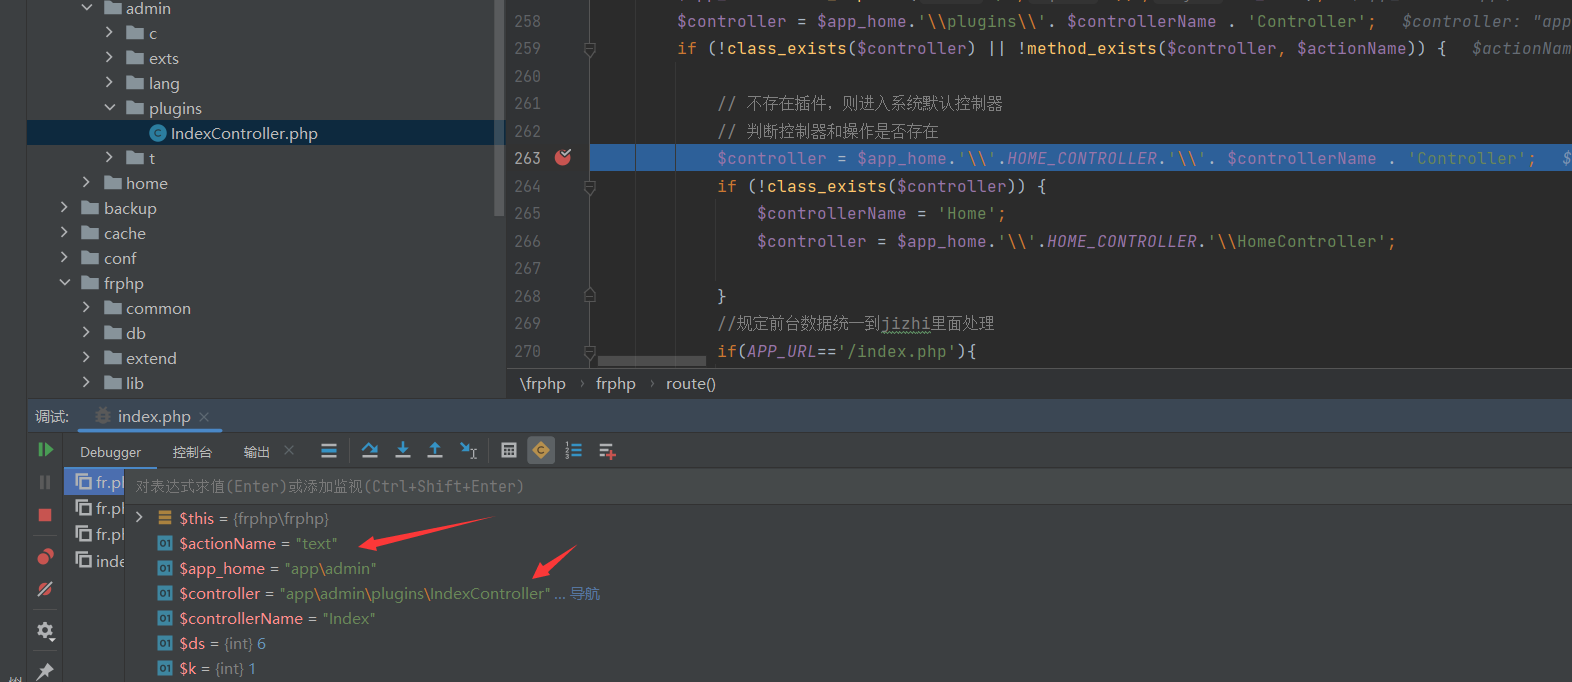 admin
c
exts
lang
plugins
IndexController.php
t
home
backup
cache
conf
frphp
common
db
extend
lib
258 $controller = $app_home.'\\plugins\\'. $controllerName . 'Controller'; $controller: "app
259 if (!class_exists($controller) || !method_exists($controller, $actionName)) { $actionNam
260
261 // 不存在插件，则进入系统默认控制器
262 // 判断控制器和操作是否存在
263 $controller = $app_home.'\\'.HOME_CONTROLLER.'\\'. $controllerName . 'Controller'; $
264 if (!class_exists($controller)) {
265 $controllerName = 'Home';
266 $controller = $app_home.'\\'.HOME_CONTROLLER.'\\HomeController';
267
268 }
269 //规定前台数据统一到jizhi里面处理
270 if(APP_URL=='/index.php'){
\frphp › frphp › route()
调试: index.php
Debugger 控制台 输出
fr.pl
fr.pl
fr.pl
inde
对表达式求值(Enter)或添加监视(Ctrl+Shift+Enter)
$this = {frphp\frphp}
$actionName = "text"
$app_home = "app\admin"
$controller = "app\admin\plugins\IndexController"... 导航
$controllerName = "Index"
$ds = {int} 6
$k = {int} 1